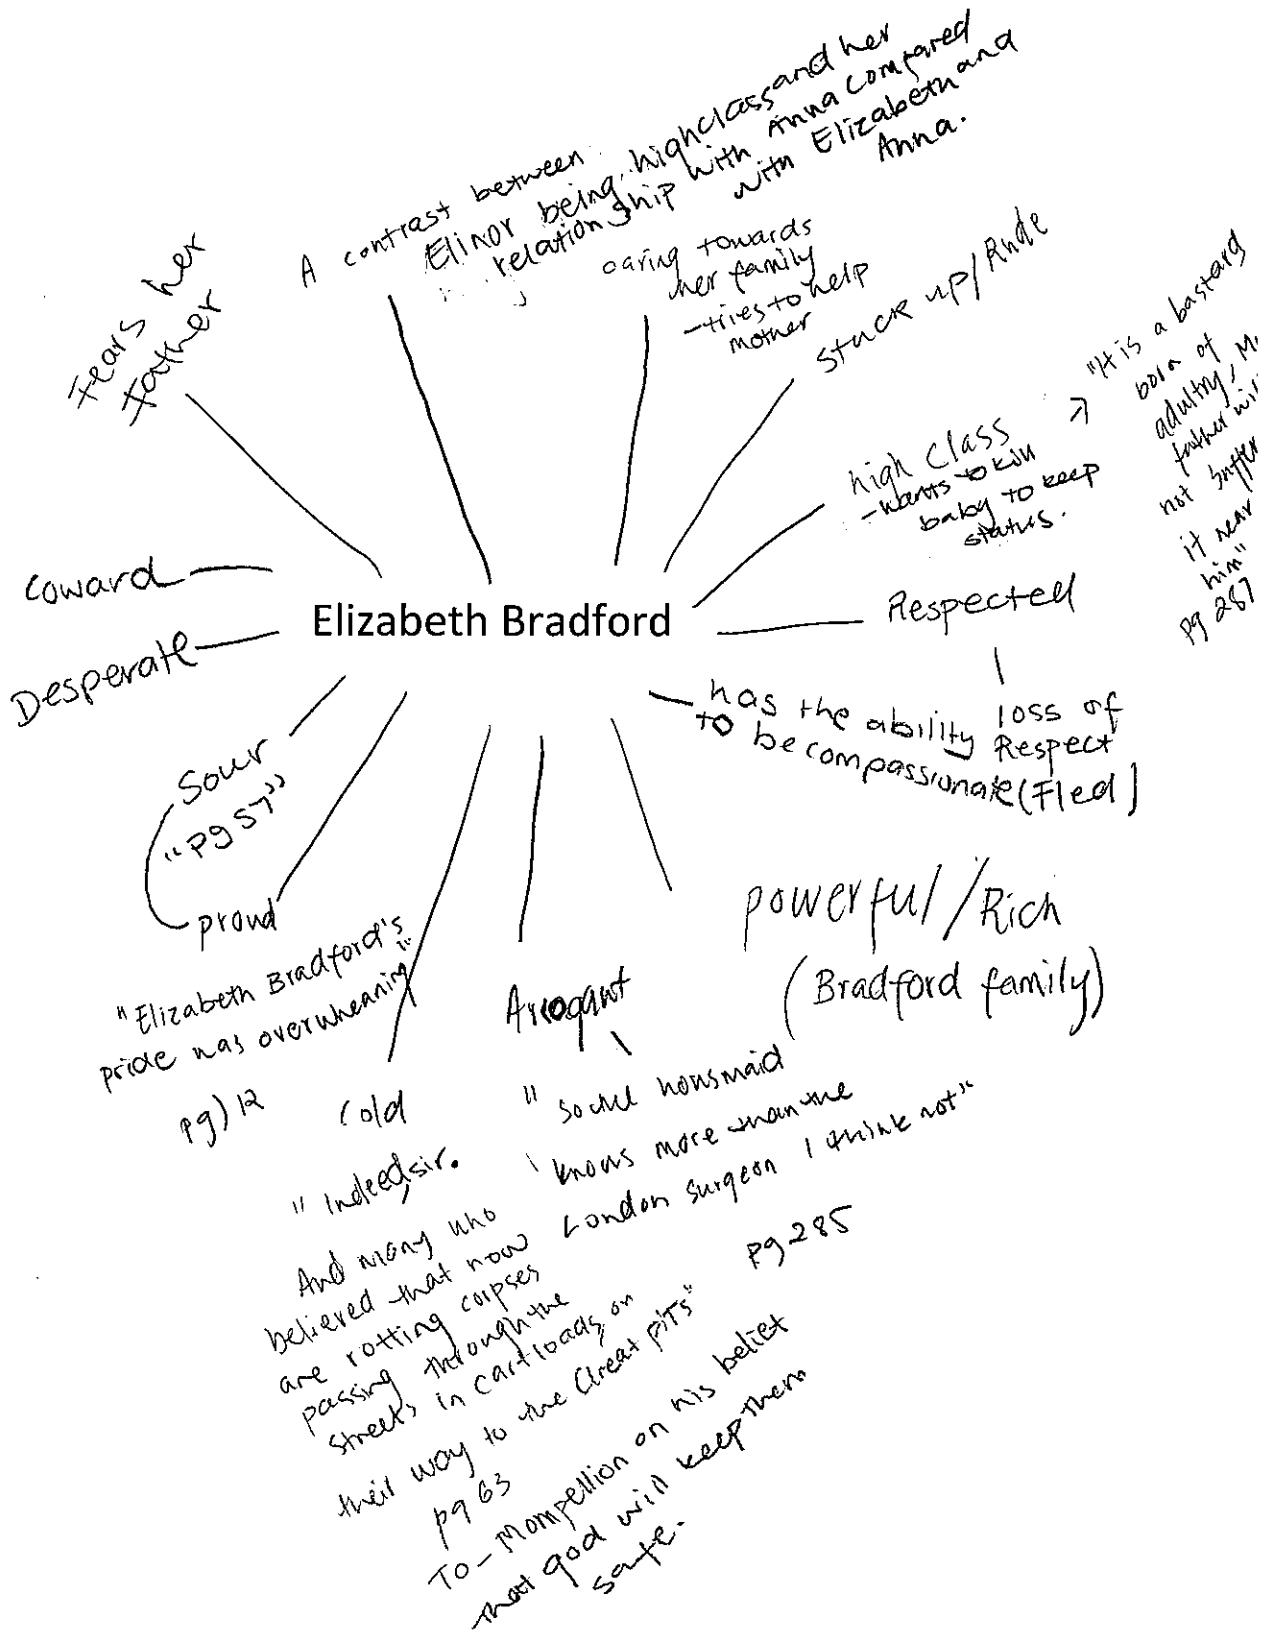 Fears her
Father
A contrast between
Elinor being high class and her
relationship with Anna compared
with Elizabeth and
Anna.
caring towards
her family
-tires to help
mother
stuck up/Rude
high Class
-wants to kill
baby to keep
status.
"It is a bastard
born of
adultry, M
father wi
not suffer
it near
him"
pg 287
Coward
Desperate
Elizabeth Bradford
Respected
loss of
Respect
(Fled)
has the ability
to be compassionate
Sour
"pg 57"
proud
"Elizabeth Bradford's
pride was overwheaning"
pg) 12
powerful/Rich
(Bradford family)
Arrogant
" housmaid
knows more than the
London surgeon I think not"
pg 285
Cold
"Indeed, sir.
And many who
believed that now
are rotting corpses
passing through the
streets in cartloads, on
their way to the Great pits"
pg 63
To - Mompellion on his belief
that god will keep them
safe.